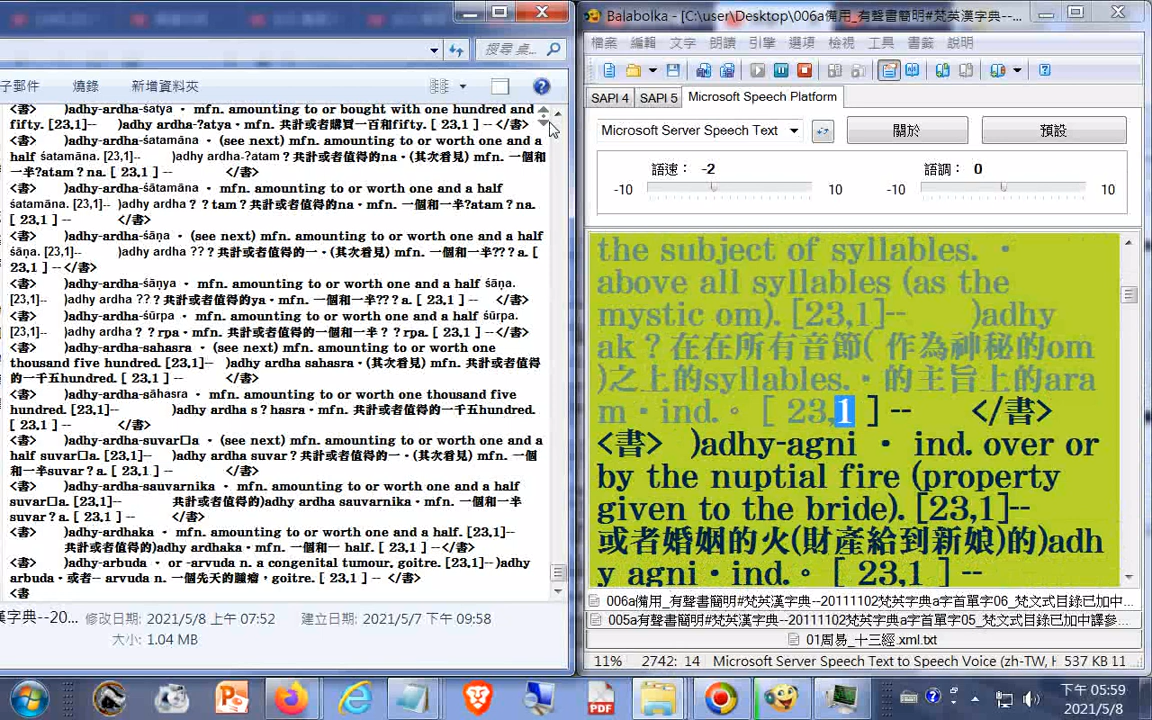 搜尋 桌...
子郵件 燒錄 新增資料夾
<書> )adhy-ardha-śatya ‧ mfn. amounting to or bought with one hundred and
fifty. [23,1]-- )adhy ardha-?atya‧mfn. 共計或者購買一百和fifty. [ 23,1 ] --</書>
<書> )adhy-ardha-śatamāna ‧ (see next) mfn. amounting to or worth one and a
half śatamāna. [23,1]-- )adhy ardha-?atam？共計或者值得的na‧(其次看見) mfn. 一個和
一半?atam？na. [ 23,1 ] -- </書>
<書> )adhy-ardha-śātamāna ‧ mfn. amounting to or worth one and a half
śatamāna. [23,1]-- )adhy ardha？？tam？共計或者值得的na‧mfn. 一個和一半?atam？na.
[ 23,1 ] -- </書>
<書> )adhy-ardha-śāṇa ‧ (see next) mfn. amounting to or worth one and a half
śāṇa. [23,1]-- )adhy ardha ??？共計或者值得的一‧(其次看見) mfn. 一個和一半???a. [
23,1 ] --</書>
<書> )adhy-ardha-śāṇya ‧ mfn. amounting to or worth one and a half śāṇa.
[23,1]-- )adhy ardha ??？共計或者值得的ya‧mfn. 一個和一半???a. [ 23,1 ] -- </書>
<書> )adhy-ardha-śūrpa ‧ mfn. amounting to or worth one and a half śūrpa.
[23,1]-- )adhy ardha？？rpa‧mfn. 共計或者值得的一個和一半？？rpa. [ 23,1 ] -- </書>
<書> )adhy-ardha-sahasra ‧ (see next) mfn. amounting to or worth one
thousand five hundred. [23,1]-- )adhy ardha sahasra‧(其次看見) mfn. 共計或者值得
的一千五hundred. [ 23,1 ] -- </書>
<書> )adhy-ardha-sāhasra ‧ mfn. amounting to or worth one thousand five
hundred. [23,1]-- )adhy ardha s？hasra‧mfn. 共計或者值得的一千五hundred. [
23,1 ] -- </書>
<書> )adhy-ardha-suvar□a ‧ (see next) mfn. amounting to or worth one and a
half suvar□a. [23,1]-- )adhy ardha suvar？a‧共計或者值得的一‧(其次看見) mfn. 一個
和一半suvar？a. [ 23,1 ] -- </書>
<書> )adhy-ardha-sauvarnika ‧ mfn. amounting to or worth one and a half
suvar□a. [23,1]-- 共計或者值得的)adhy ardha sauvarnika‧mfn. 一個和一半
suvar？a. [ 23,1 ] -- </書>
<書> )adhy-ardhaka ‧ mfn. amounting to or worth one and a half. [23,1]--
共計或者值得的)adhy ardhaka‧mfn. 一個和一 half. [ 23,1 ] -- </書>
<書> )adhy-arbuda ‧ or -arvuda n. a congenital tumour, goitre. [23,1]-- )adhy
arbuda‧或者-- arvuda n. 一個先天的腫瘤‧goitre. [ 23,1 ] -- </書>
<書
漢字典--20... 修改日期: 2021/5/8 上午 07:52 建立日期: 2021/5/7 下午 09:58
大小: 1.04 MB
Balabolka - [C:\user\Desktop\006a備用_有聲書簡明#梵英漢字典--...
檔案 編輯 文字 朗讀 引擎 選項 檢視 工具 書籤 說明
SAPI 4 SAPI 5 Microsoft Speech Platform
Microsoft Server Speech Text 關於 預設
語速: -2 語調: 0
-10 10 -10 10
the subject of syllables. ‧
above all syllables (as the
mystic om). [23,1]-- )adhy
ak？在在所有音節( 作為神秘的om
)之上的syllables.‧的主旨上的ara
m‧ind.。 [ 23,1 ] -- </書>
<書> )adhy-agni ‧ ind. over or
by the nuptial fire (property
given to the bride). [23,1]--
或者婚姻的火(財產給到新娘)的)adh
y agni‧ind.。 [ 23,1 ] --
006a備用_有聲書簡明#梵英漢字典--20111102梵英字典a字首單字06_梵文式目錄已加中...
005a有聲書簡明#梵英漢字典--20111102梵英字典a字首單字05_梵文式目錄已加中譯參...
01周易_十三經.xml.txt
11% 2742: 14 Microsoft Server Speech Text to Speech Voice (zh-TW, H 537 KB 11
PDF
下午 05:59
2021/5/8